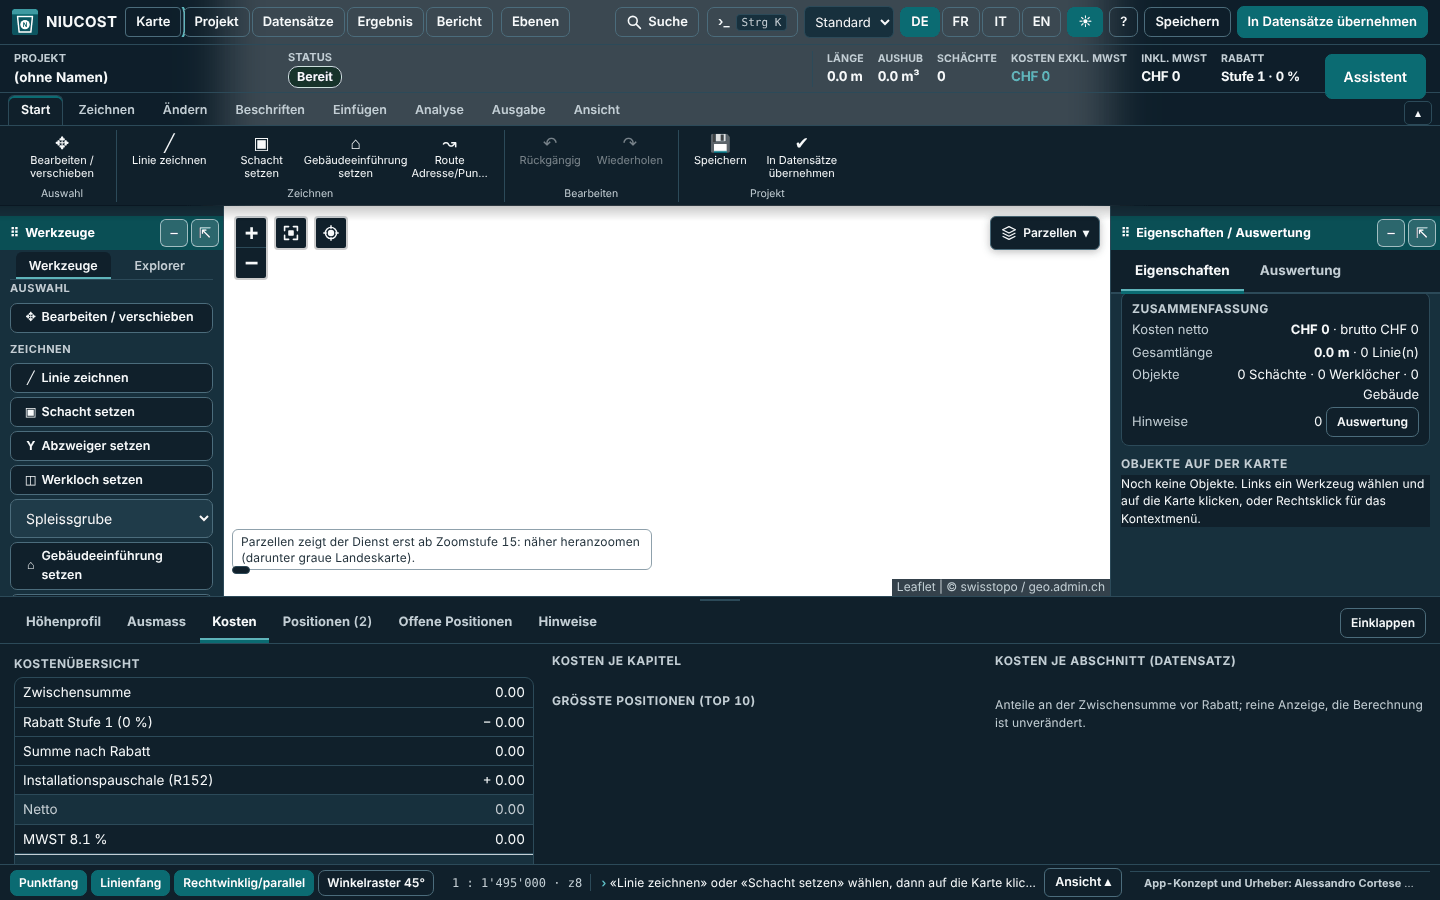 NIUCOST Karte Projekt Datensätze Ergebnis Bericht Ebenen Suche Strg K Standard DE FR IT EN ? Speichern In Datensätze übernehmen
PROJEKT STATUS LÄNGE AUSHUB SCHÄCHTE KOSTEN EXKL. MWST INKL. MWST RABATT
(ohne Namen) Bereit 0.0 m 0.0 m³ 0 CHF 0 CHF 0 Stufe 1 · 0 % Assistent
Start Zeichnen Ändern Beschriften Einfügen Analyse Ausgabe Ansicht
Bearbeiten / verschieben
Linie zeichnen
Schacht setzen
Gebäudeeinführung setzen
Route Adresse/Pun...
Rückgängig
Wiederholen
Speichern
In Datensätze übernehmen
Auswahl Zeichnen Bearbeiten Projekt
Werkzeuge
Werkzeuge Explorer
AUSWAHL
Bearbeiten / verschieben
ZEICHNEN
Linie zeichnen
Schacht setzen
Y Abzweiger setzen
Werkloch setzen
Spleissgrube
Gebäudeeinführung
setzen
+
−
Parzellen
Parzellen zeigt der Dienst erst ab Zoomstufe 15: näher heranzoomen
(darunter graue Landeskarte).
Leaflet | © swisstopo / geo.admin.ch
Eigenschaften / Auswertung
Eigenschaften Auswertung
ZUSAMMENFASSUNG
Kosten netto CHF 0 · brutto CHF 0
Gesamtlänge 0.0 m · 0 Linie(n)
Objekte 0 Schächte · 0 Werklöcher · 0
Gebäude
Hinweise 0 Auswertung
OBJEKTE AUF DER KARTE
Noch keine Objekte. Links ein Werkzeug wählen und
auf die Karte klicken, oder Rechtsklick für das
Kontextmenü.
Höhenprofil Ausmass Kosten Positionen (2) Offene Positionen Hinweise Einklappen
KOSTENÜBERSICHT
Zwischensumme 0.00
Rabatt Stufe 1 (0 %) − 0.00
Summe nach Rabatt 0.00
Installationspauschale (R152) + 0.00
Netto 0.00
MWST 8.1 % 0.00
KOSTEN JE KAPITEL
GRÖSSTE POSITIONEN (TOP 10)
KOSTEN JE ABSCHNITT (DATENSATZ)
Anteile an der Zwischensumme vor Rabatt; reine Anzeige, die Berechnung
ist unverändert.
Punktfang Linienfang Rechtwinklig/parallel Winkelraster 45° 1 : 1'495'000 · z8 › «Linie zeichnen» oder «Schacht setzen» wählen, dann auf die Karte klic... Ansicht ▴ App-Konzept und Urheber: Alessandro Cortese ...